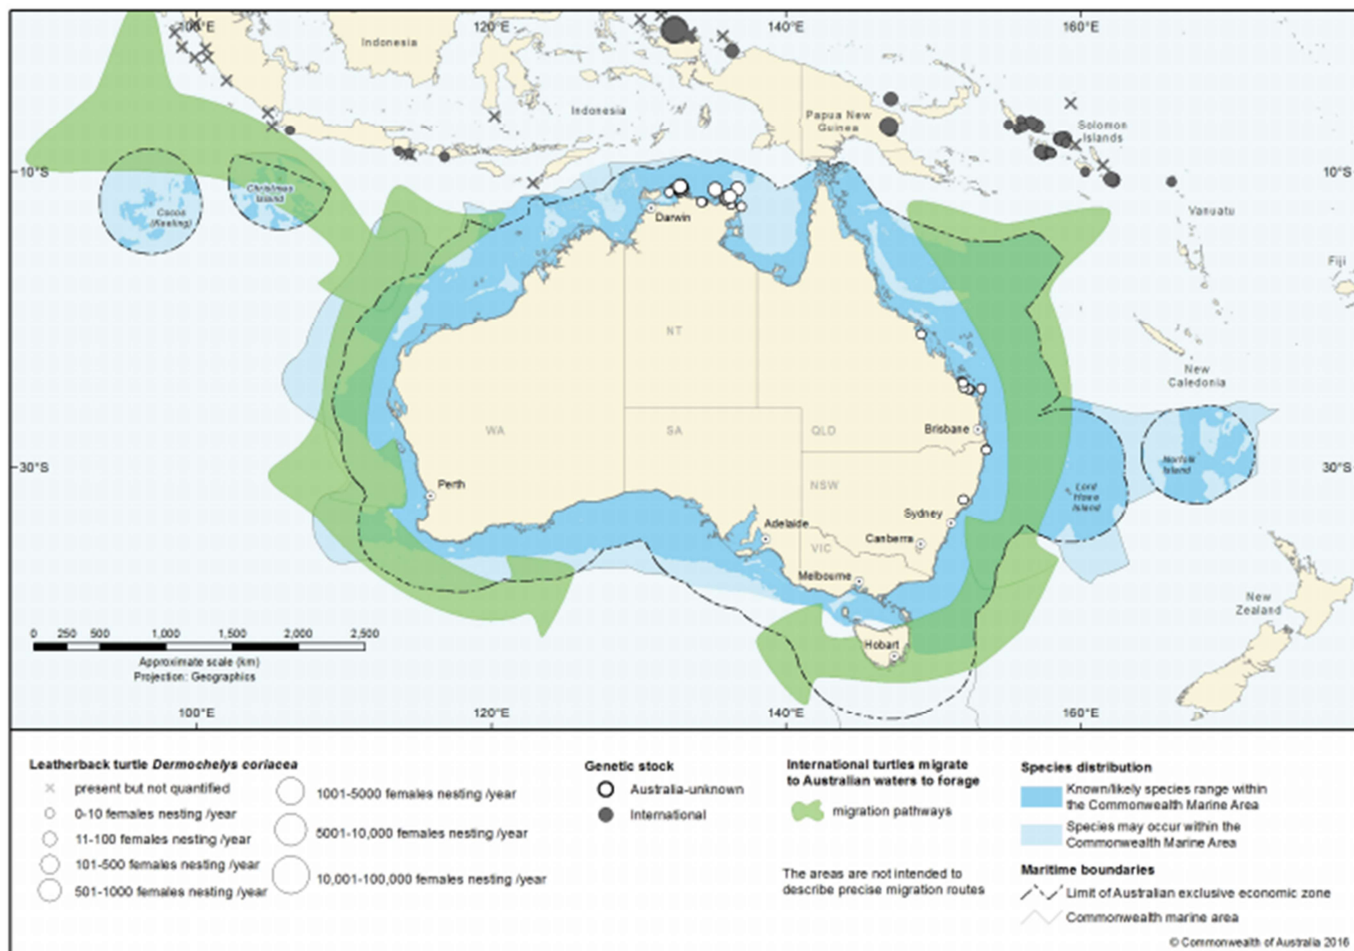 100°E 120°E 140°E 160°E
Indonesia
Indonesia
Papua New
Guinea
Solomon
Islands
10°S 10°S
Christmas
Island
Cocos
(Keeling)
Darwin
Vanuatu
Fiji
NT
New
Caledonia
WA SA QLD
Brisbane
30°S 30°S
Norfolk
Island
Perth
NSW
Lord
Howe
Island
Sydney
Adelaide
Canberra
VIC
Melbourne
New
Zealand
Hobart
0 250 500 1,000 1,500 2,000 2,500
Approximate scale (km)
Projection: Geographics
100°E 120°E 140°E 160°E
Leatherback turtle Dermochelys coriacea
present but not quantified
0-10 females nesting /year
11-100 females nesting /year
101-500 females nesting /year
501-1000 females nesting /year
1001-5000 females nesting /year
5001-10,000 females nesting /year
10,001-100,000 females nesting /year
Genetic stock
Australia-unknown
International
International turtles migrate
to Australian waters to forage
migration pathways
The areas are not intended to
describe precise migration routes
Species distribution
Known/likely species range within
the Commonwealth Marine Area
Species may occur within the
Commonwealth Marine Area
Maritime boundaries
Limit of Australian exclusive economic zone
Commonwealth marine area
© Commonwealth of Australia 2016